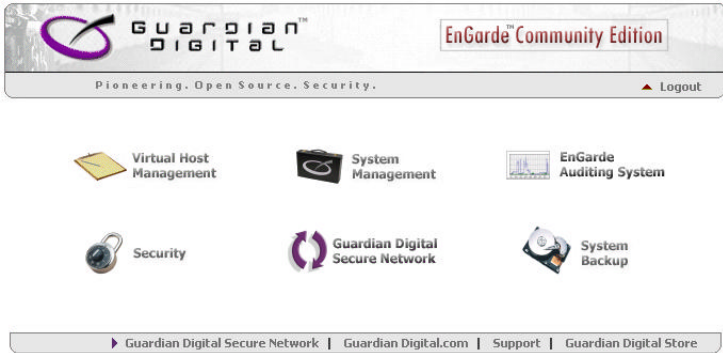 Guardian™
Digital
EnGarde™ Community Edition
Pioneering. Open Source. Security.
Logout
Virtual Host
Management
System
Management
EnGarde
Auditing System
Security
Guardian Digital
Secure Network
System
Backup
Guardian Digital Secure Network | Guardian Digital.com | Support | Guardian Digital Store